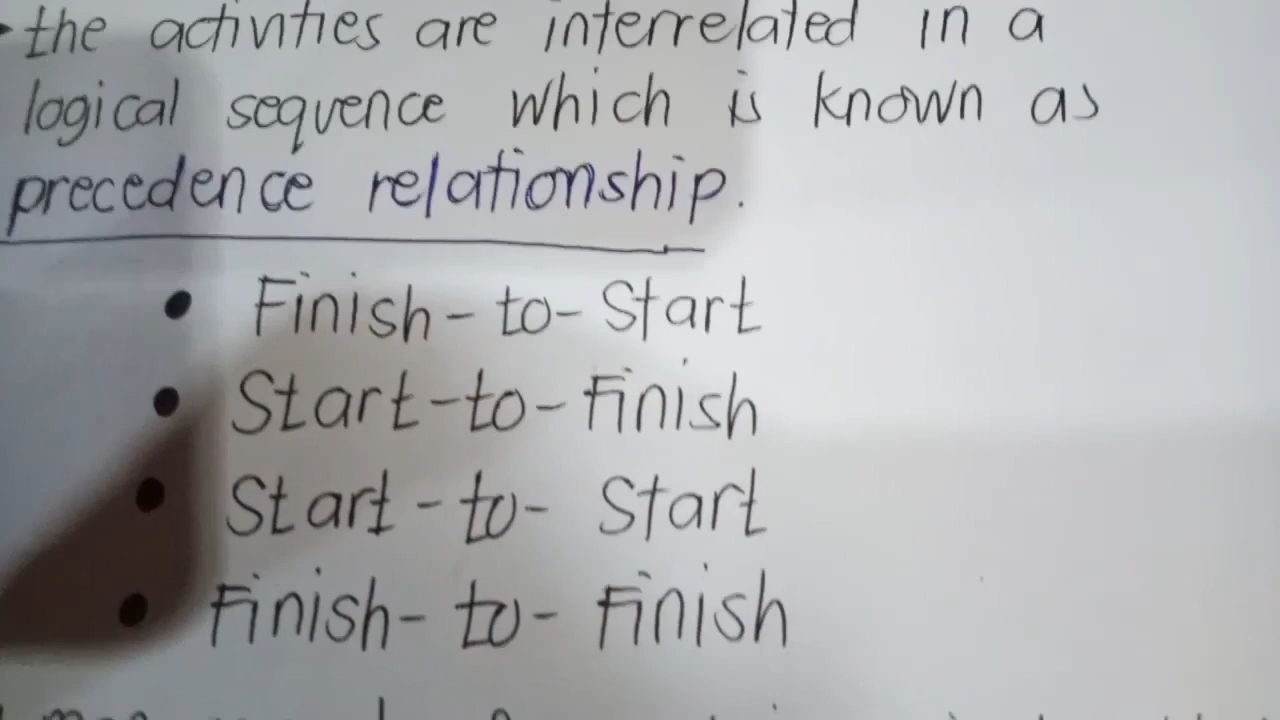 the activities are interrelated in a
logical sequence which is known as
precedence relationship.
• Finish-to-Start
• Start-to-Finish
• Start-to-Start
• Finish-to-Finish